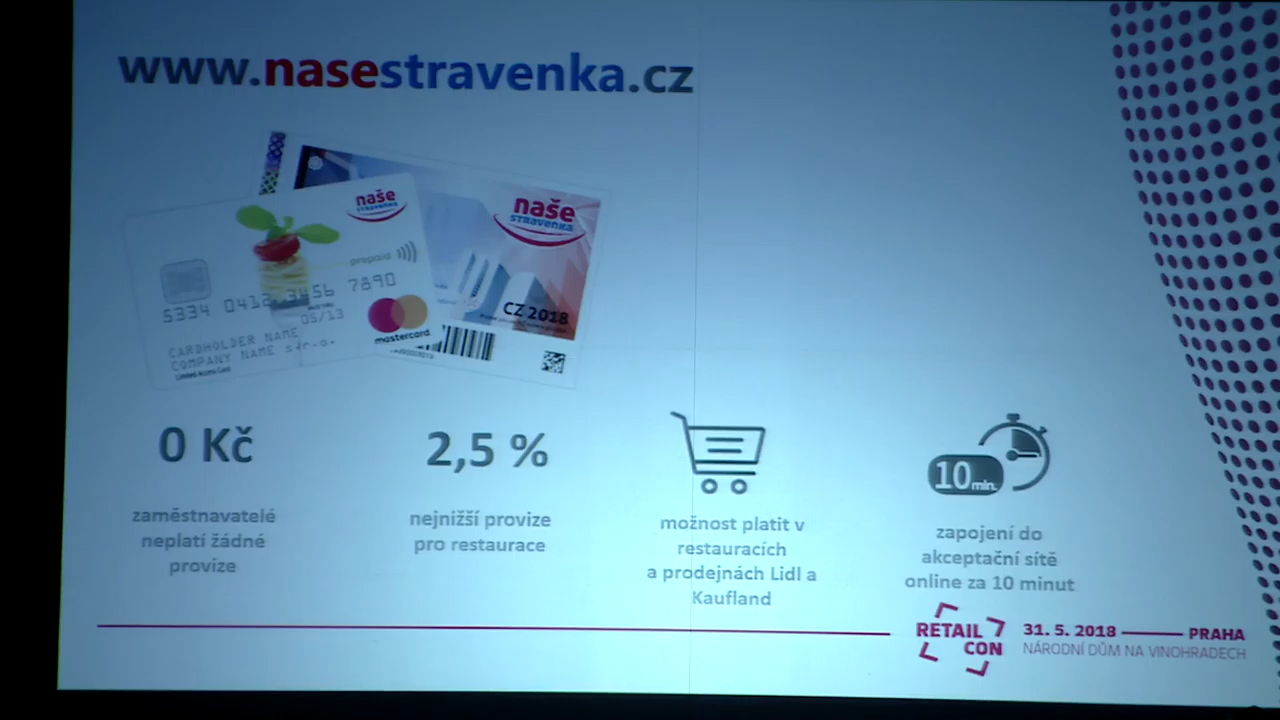 www.nasestravenka.cz
naše
STRAVENKA
prepaid
5334 0412 3456 7890
05/13
CARDHOLDER NAME
COMPANY NAME s.r.o.
Limited Access Card
mastercard
naše
STRAVENKA
CZ 2018
0 Kč
zaměstnavatelé
neplatí žádné
provize
2,5 %
nejnižší provize
pro restaurace
možnost platit v
restauracích
a prodejnách Lidl a
Kaufland
10 min.
zapojení do
akceptační sítě
online za 10 minut
RETAIL
CON
31. 5. 2018 PRAHA
NÁRODNÍ DŮM NA VINOHRADECH